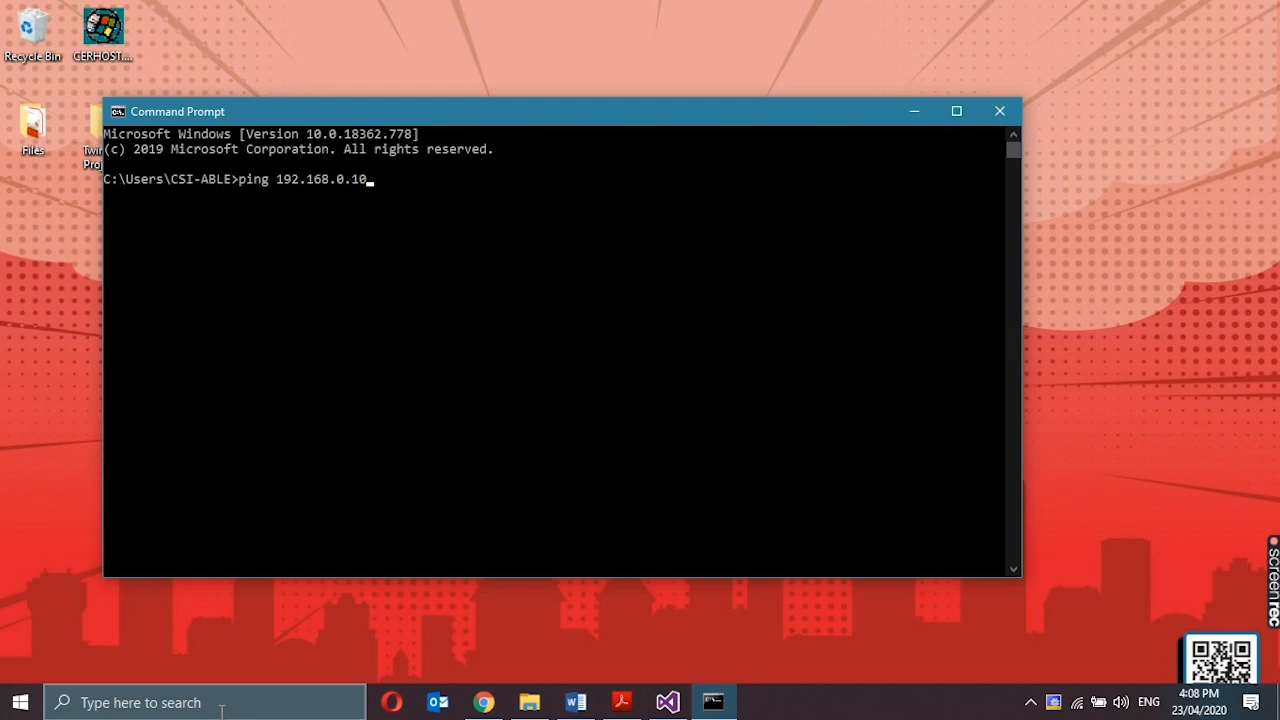 Recycle Bin
CERHOST....
Files
Command Prompt
Microsoft Windows [Version 10.0.18362.778]
(c) 2019 Microsoft Corporation. All rights reserved.
C:\Users\CSI-ABLE>ping 192.168.0.10
screenrec
Type here to search
ENG
4:08 PM
23/04/2020